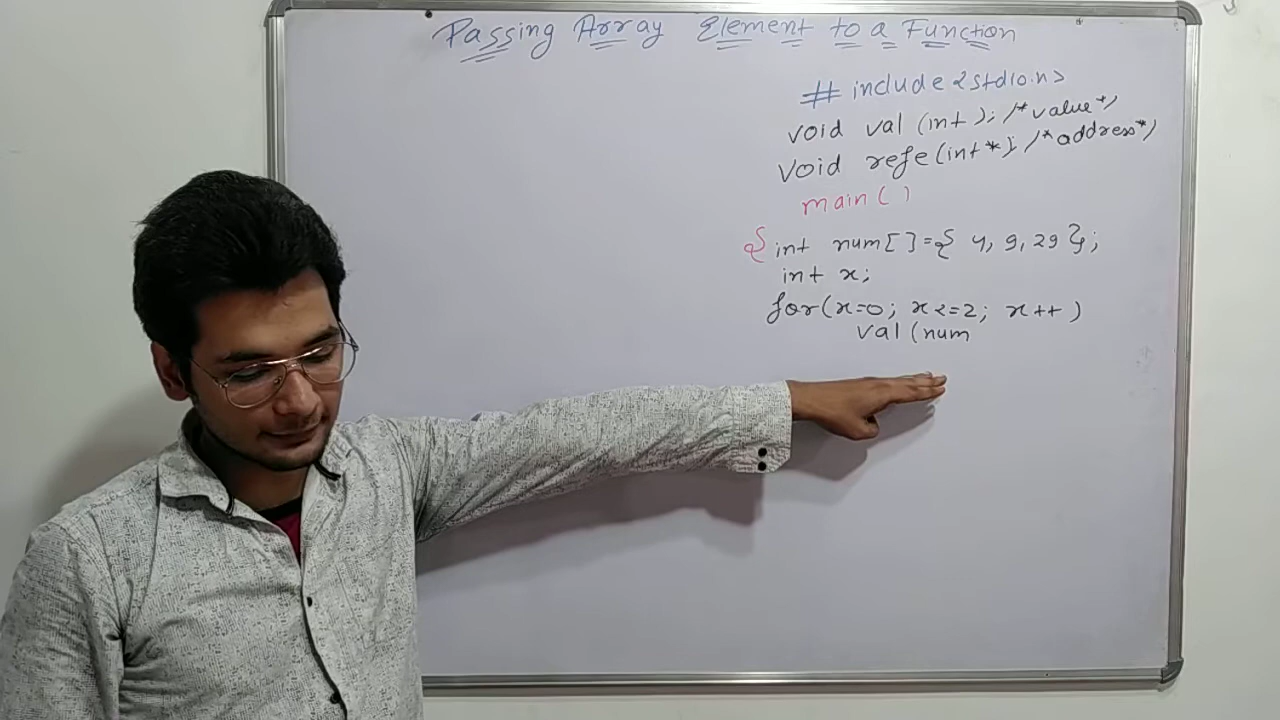 Passing Array Element to a Function
# include <stdio.h>
void val (int); /*value*/
void refe(int*); /*address*/
main( )
{ int num[ ]={ 4, 9, 29 };
int x;
for(x=0; x<=2; x++)
val (num